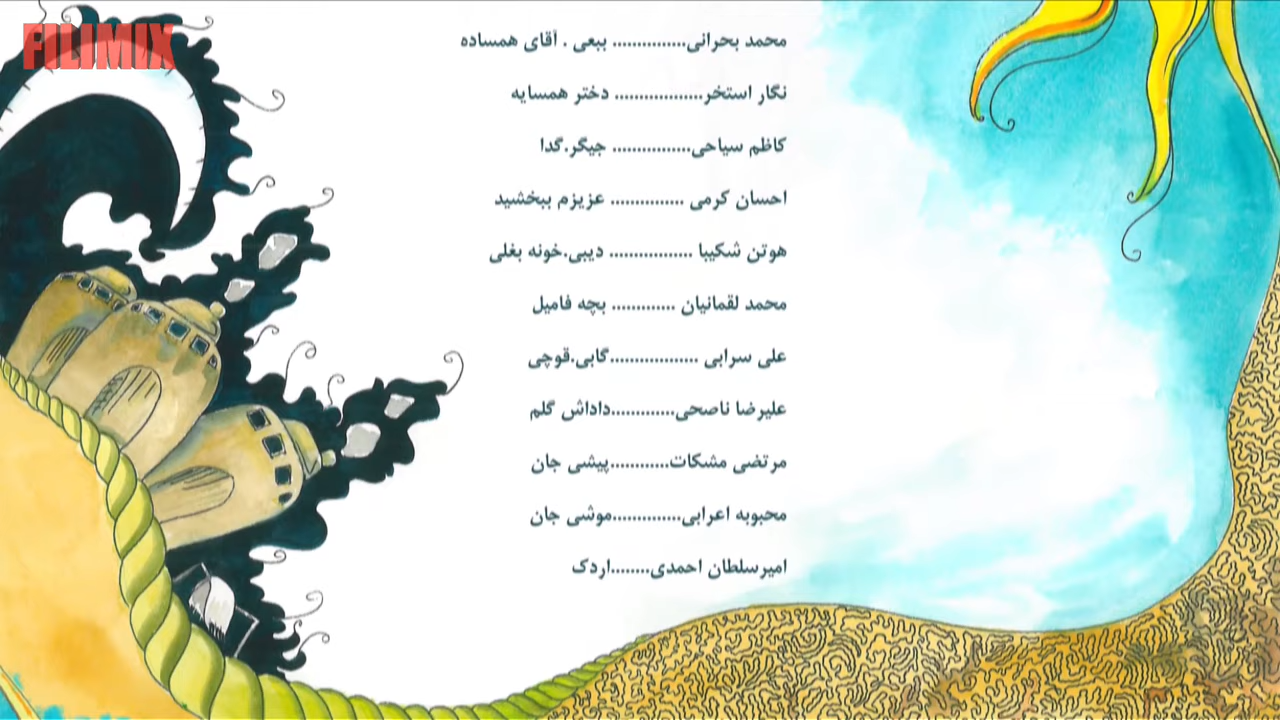 FILIMIX
محمد بحرانی............... ببعی . آقای همساده
نگار استخر.................. دختر همسایه
کاظم سیاحی................ جیگر.گدا
احسان کرمی ............... عزیزم ببخشید
هوتن شکیبا ................. دیبی.خونه بغلی
محمد لقمانیان ............. بچه فامیل
علی سرابی ..................گابی.قوچی
علیرضا ناصحی.............داداش گلم
مرتضی مشکات............پیشی جان
محبوبه اعرابی..............موشی جان
امیرسلطان احمدی........اردک